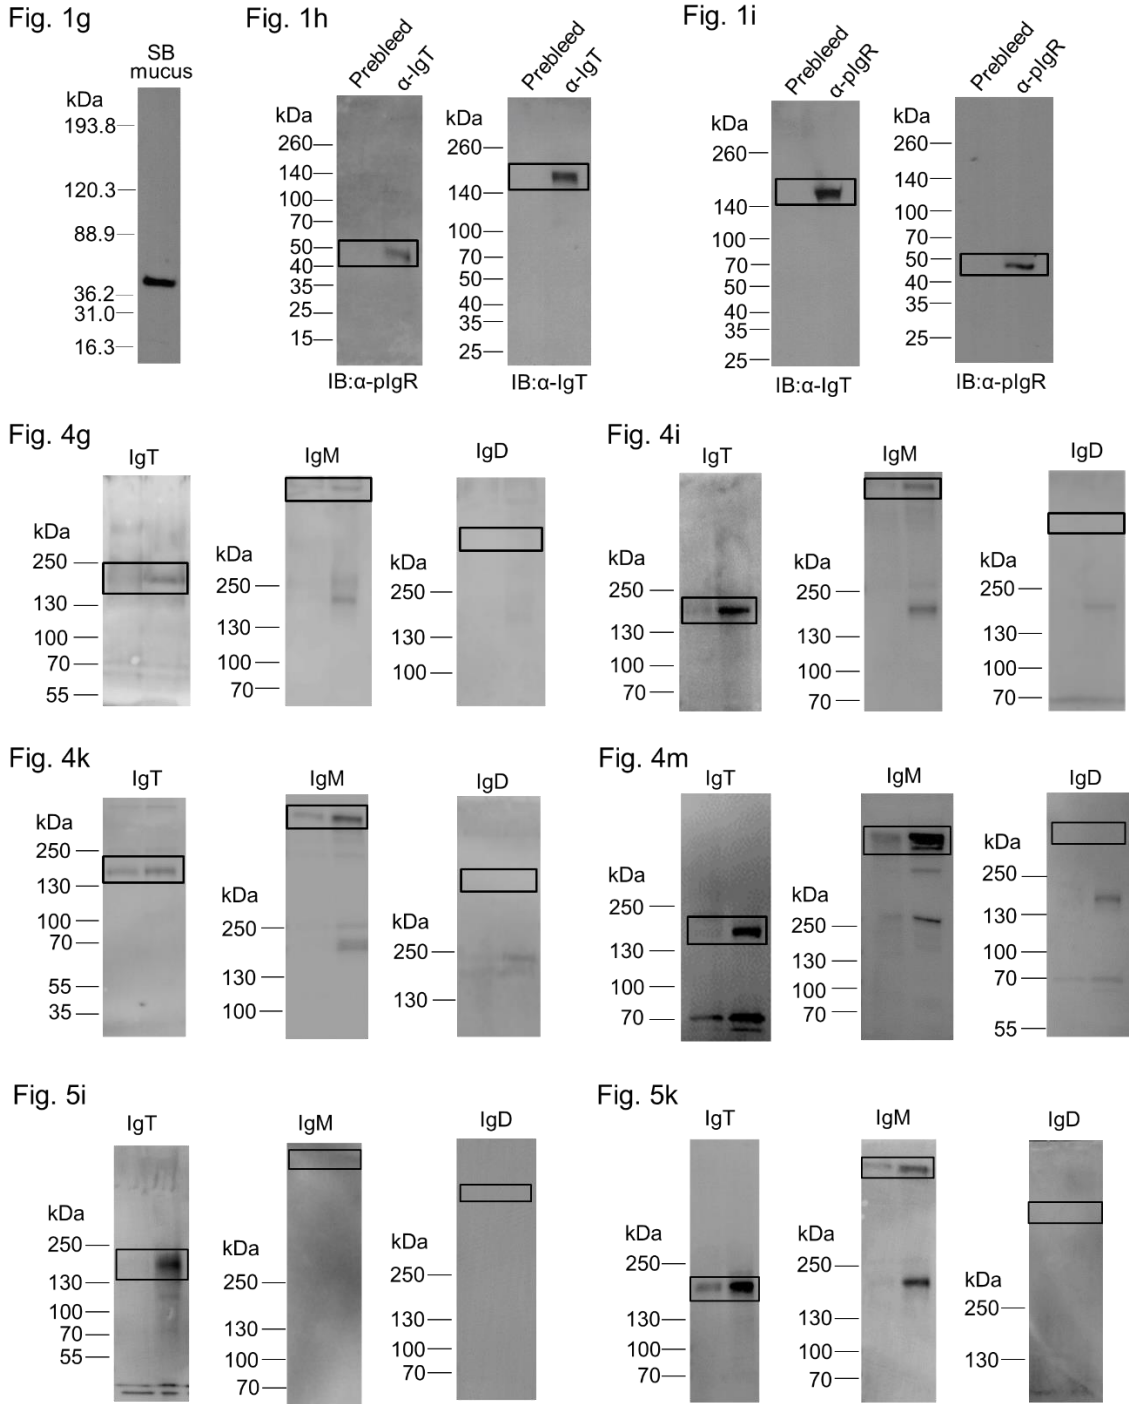 Fig. 1g
SB
mucus
kDa
193.8
120.3
88.9
36.2
31.0
16.3
Fig. 1h
Prebleed
α-IgT
kDa
260
140
100
70
50
40
35
25
15
IB:α-pIgR
Prebleed
α-IgT
kDa
260
140
100
70
50
40
35
25
IB:α-IgT
Fig. 1i
Prebleed
α-pIgR
kDa
260
140
100
70
50
40
35
25
IB:α-IgT
Prebleed
α-pIgR
kDa
260
140
100
70
50
40
35
25
IB:α-pIgR
Fig. 4g
IgT
kDa
250
130
100
70
55
IgM
kDa
250
130
100
70
IgD
kDa
250
130
100
Fig. 4i
IgT
kDa
250
130
100
70
IgM
kDa
250
130
100
70
IgD
kDa
250
130
100
70
Fig. 4k
IgT
kDa
250
130
100
70
55
35
IgM
kDa
250
130
100
IgD
kDa
250
130
Fig. 4m
IgT
kDa
250
130
100
70
IgM
kDa
250
130
100
70
IgD
kDa
250
130
100
70
55
Fig. 5i
IgT
kDa
250
130
100
70
55
IgM
kDa
250
130
100
70
IgD
kDa
250
130
100
70
Fig. 5k
IgT
kDa
250
130
100
70
IgM
kDa
250
130
100
70
IgD
kDa
250
130